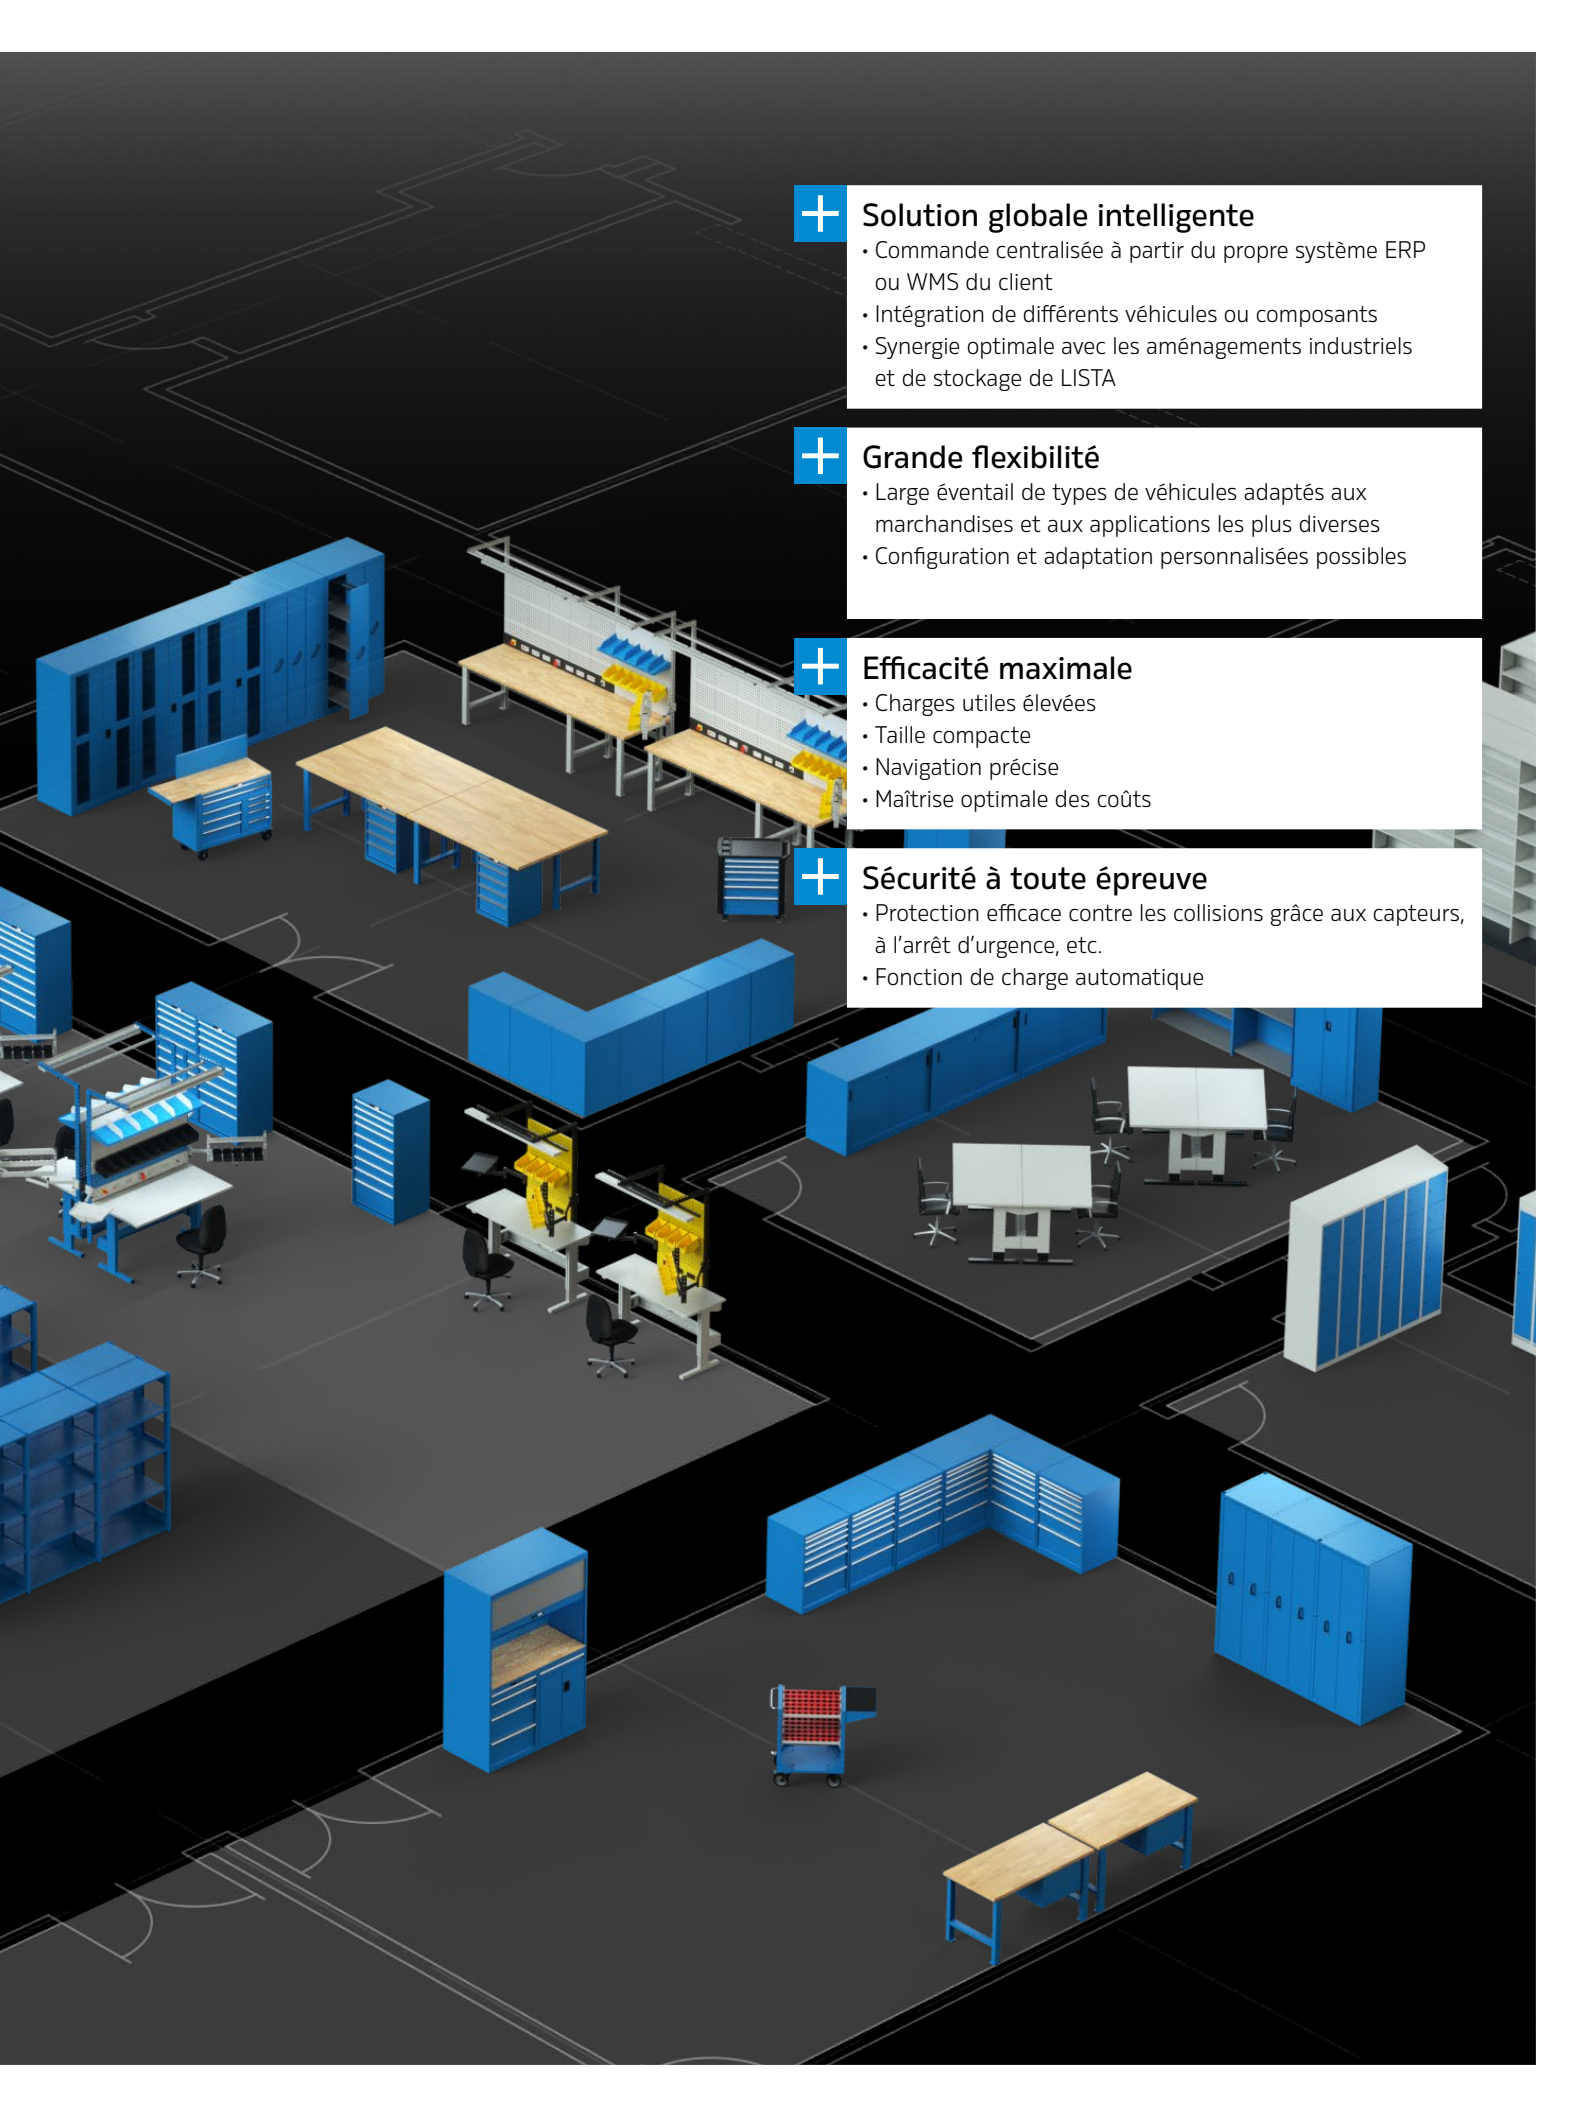 Solution globale intelligente
• Commande centralisée à partir du propre système ERP
ou WMS du client
• Intégration de différents véhicules ou composants
• Synergie optimale avec les aménagements industriels
et de stockage de LISTA
Grande flexibilité
• Large éventail de types de véhicules adaptés aux
marchandises et aux applications les plus diverses
• Configuration et adaptation personnalisées possibles
Efficacité maximale
• Charges utiles élevées
• Taille compacte
• Navigation précise
• Maîtrise optimale des coûts
Sécurité à toute épreuve
• Protection efficace contre les collisions grâce aux capteurs,
à l’arrêt d’urgence, etc.
• Fonction de charge automatique